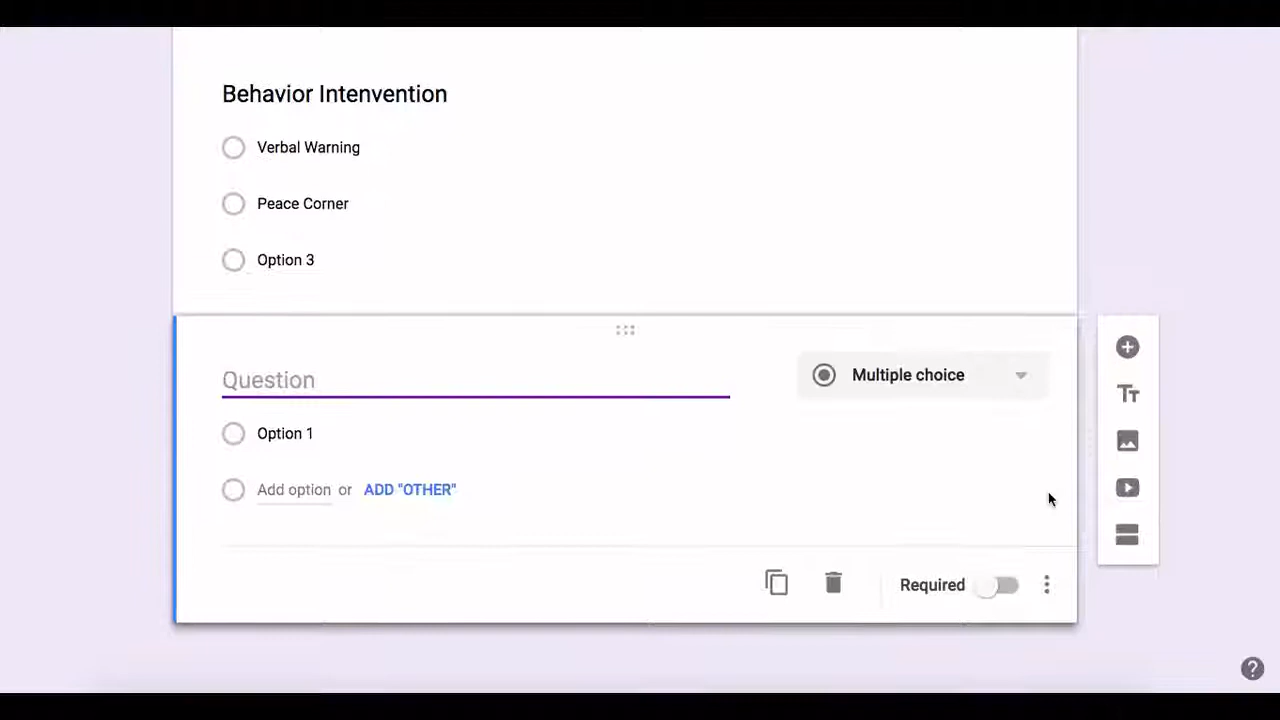 Behavior Intenvention
Verbal Warning
Peace Corner
Option 3
Question
Multiple choice
Option 1
Add option or ADD "OTHER"
Required